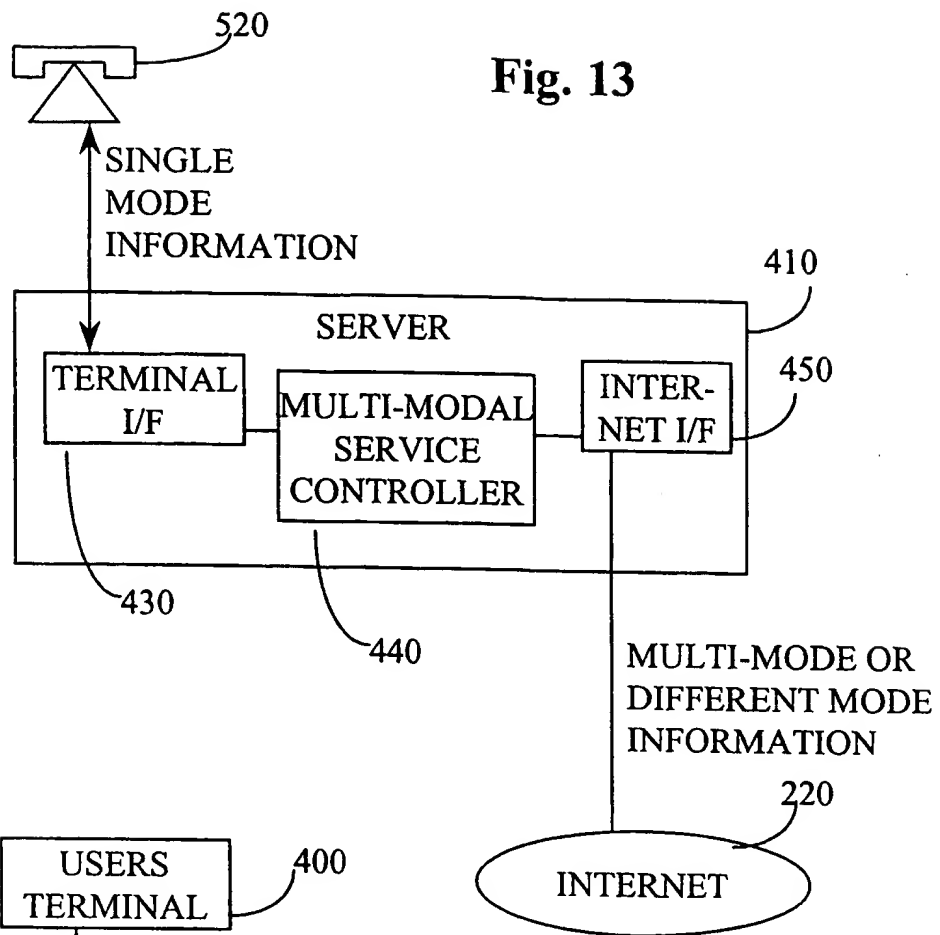 520
Fig. 13
SINGLE
MODE
INFORMATION
410
SERVER
TERMINAL
I/F
MULTI-MODAL
SERVICE
CONTROLLER
INTER-
NET I/F
450
430
440
MULTI-MODE OR
DIFFERENT MODE
INFORMATION
220
USERS
TERMINAL
400
INTERNET